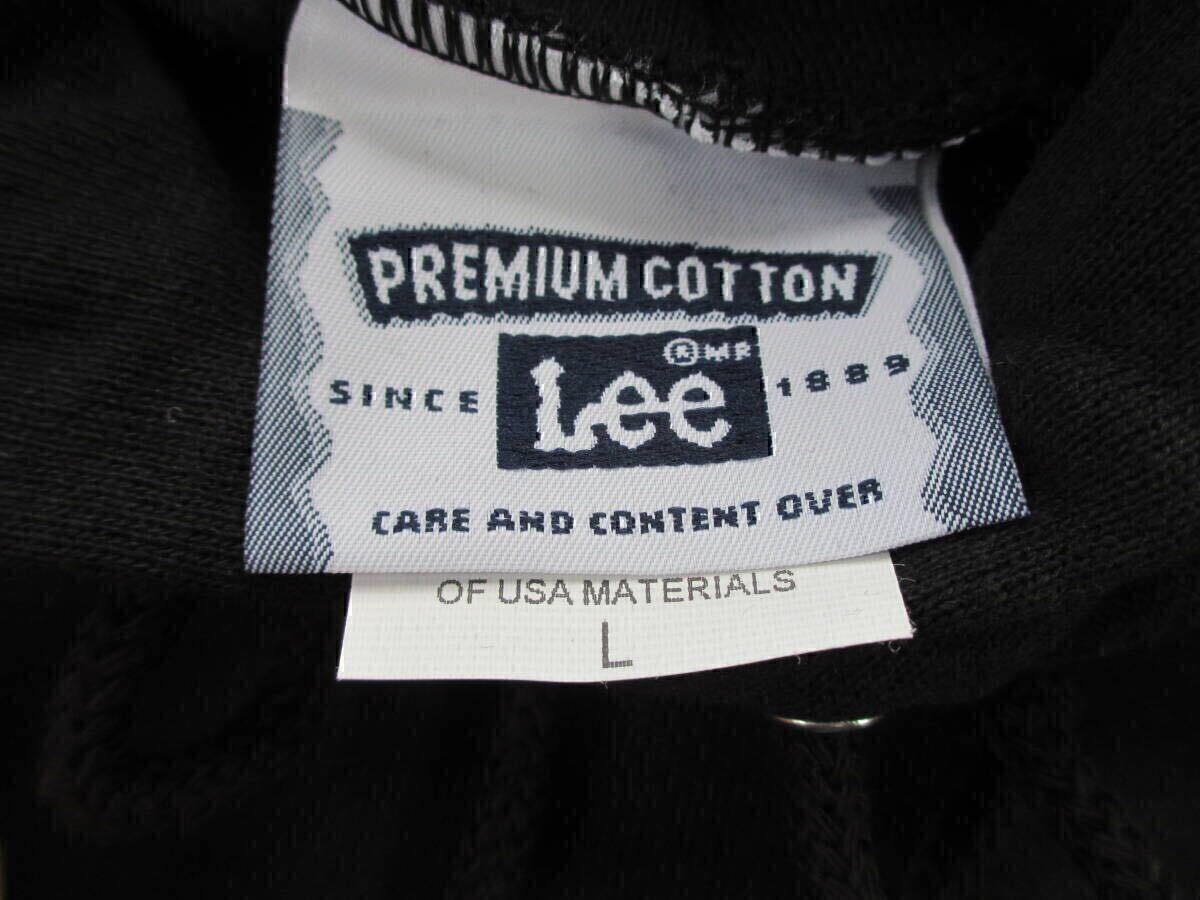 PREMIUM COTTON
® MR
SINCE Lee 1889
CARE AND CONTENT OVER
OF USA MATERIALS
L